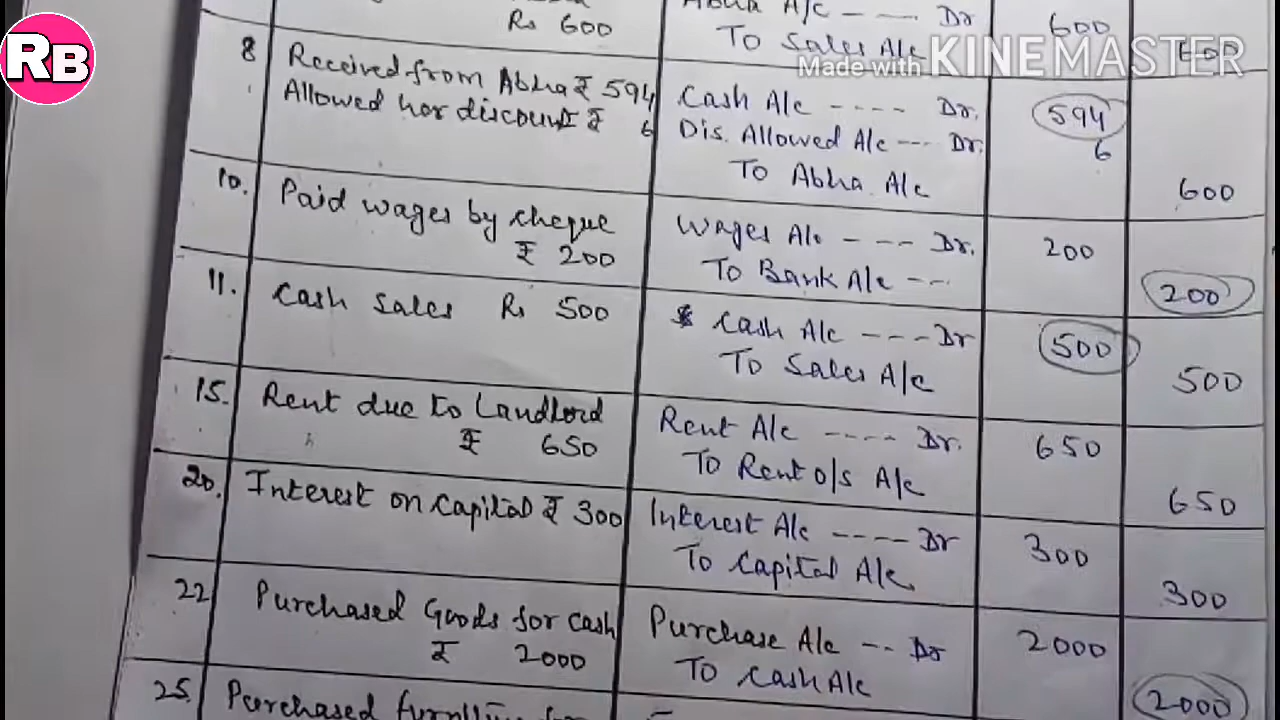 RB
Rs 600
Abha A/c ---- Dr
To Sales A/c
600
600
Made with KINEMASTER
8
Received from Abha ₹ 594
Allowed her discount ₹ 6
Cash A/c ---- Dr.
Dis. Allowed A/c --- Dr.
To Abha A/c
594
6
600
10.
Paid wages by cheque
₹ 200
Wages A/c ---- Dr.
To Bank A/c ---
200
200
11.
Cash Sales Rs 500
Cash A/c ---- Dr
To Sales A/c
500
500
15.
Rent due to Landlord
₹ 650
Rent A/c ---- Dr.
To Rent o/s A/c
650
650
20.
Interest on Capital ₹ 300
Interest A/c ---- Dr
To Capital A/c
300
300
22
Purchased Goods for cash
₹ 2000
Purchase A/c -- Dr
To Cash A/c
2000
2000
25.
Purchased